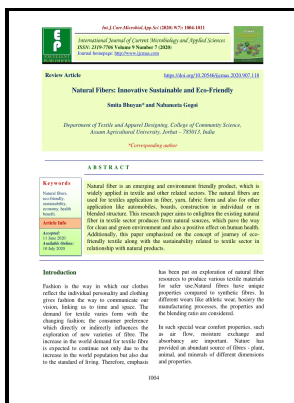 Int.J.Curr.Microbiol.App.Sci (2020) 9(7): 1004-1011
International Journal of Current Microbiology and Applied Sciences
ISSN: 2319-7706 Volume 9 Number 7 (2020)
Journal homepage: http://www.ijcmas.com
Review Article
https://doi.org/10.20546/ijcmas.2020.907.118
Natural Fibers: Innovative Sustainable and Eco-Friendly
Smita Bhuyan* and Nabaneeta Gogoi
Department of Textile and Apparel Designing, College of Community Science,
Assam Agricultural University, Jorhat – 785013, India
*Corresponding author
ABSTRACT
Keywords
Natural fibers,
eco-friendly,
sustainability,
economy, health
benefit.
Article Info
Accepted:
11 June 2020
Available Online:
10 July 2020
Natural fiber is an emerging and environment friendly product, which is
widely applied in textile and other related sectors. The natural fibers are
used for textiles application in fiber, yarn, fabric form and also for other
application like automobiles, boards, construction in individual or in
blended structure. This research paper aims to enlighten the existing natural
fiber in textile sector produces from natural sources, which pave the way
for clean and green environment and also a positive effect on human health.
Additionally, this paper emphasized on the concept of journey of eco-
friendly textile along with the sustainability related to textile sector in
relationship with natural products.
Introduction
Fashion is the way in which our clothes
reflect the individual personality and clothing
gives fashion the way to communicate our
vision, linking us to time and space. The
demand for textile varies form with the
changing fashion; the consumer preference
which directly or indirectly influences the
exploration of new varieties of fibre. The
increase in the world demand for textile fibre
is expected to continue not only due to the
increase in the world population but also due
to the standard of living. Therefore, emphasis
has been put on exploration of natural fiber
resources to produce various textile materials
for safer use.Natural fibers have unique
properties compared to synthetic fibers. In
different wears like athletic wear, hosiery the
manufacturing processes, the properties and
the blending ratio are considered.
In such special wear comfort properties, such
as air flow, moisture exchange and
absorbancy are important. Nature has
provided an abundant source of fibres - plant,
animal, and minerals of different dimensions
and properties.
1004